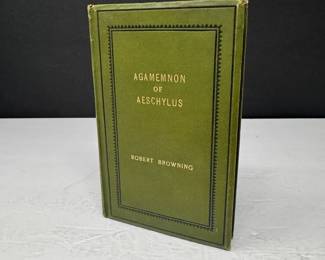 AGAMEMNON
OF
AESCHYLUS
ROBERT BROWNING